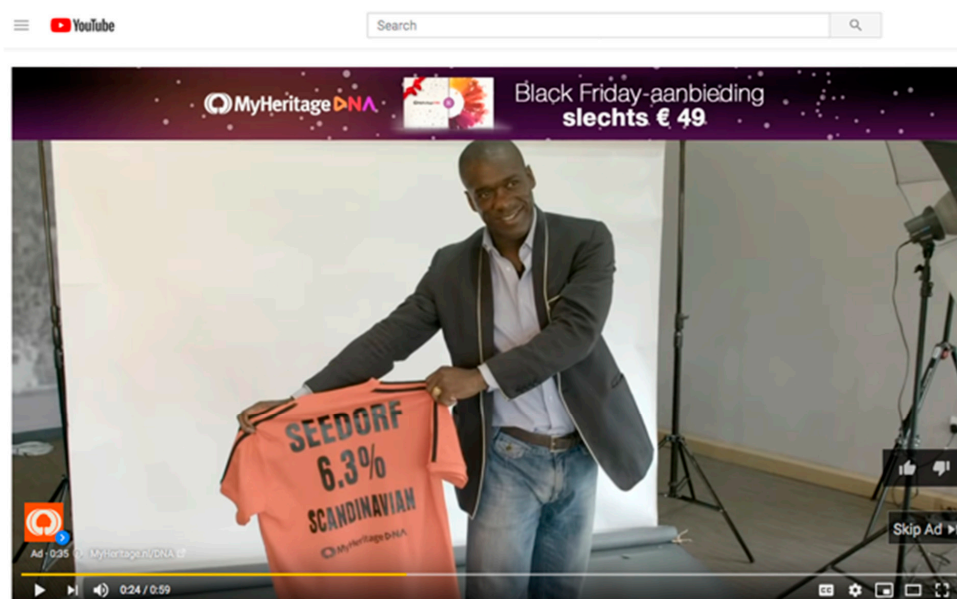 YouTube
Search
MyHeritage DNA
Black Friday-aanbieding
slechts € 49
SEEDORF
6.3%
SCANDINAVIAN
MyHeritage DNA
Skip Ad
Ad · 0:35 MyHeritage.nl/DNA
0:24 / 0:59
CC